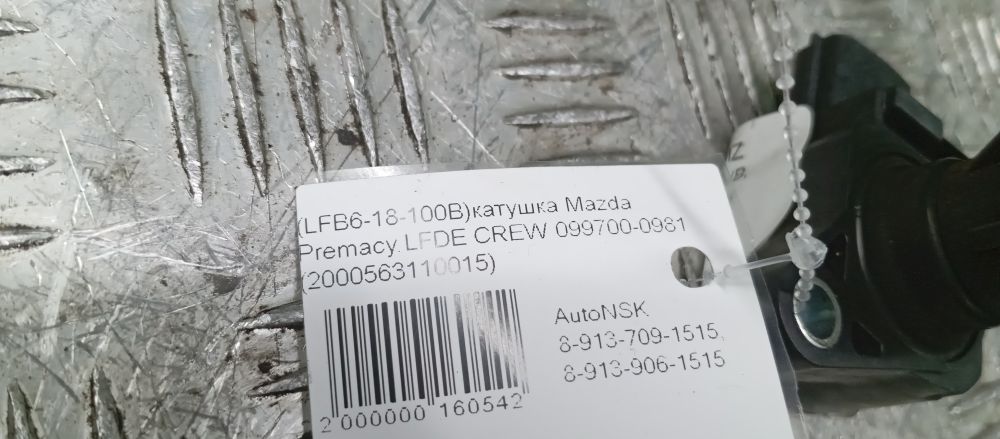 (LFB6-18-100B)катушка Mazda
Premacy.LFDE CREW 099700-0981
(2000563110015)
AutoNSK
8-913-709-1515,
8-913-906-1515
2 000000 160542